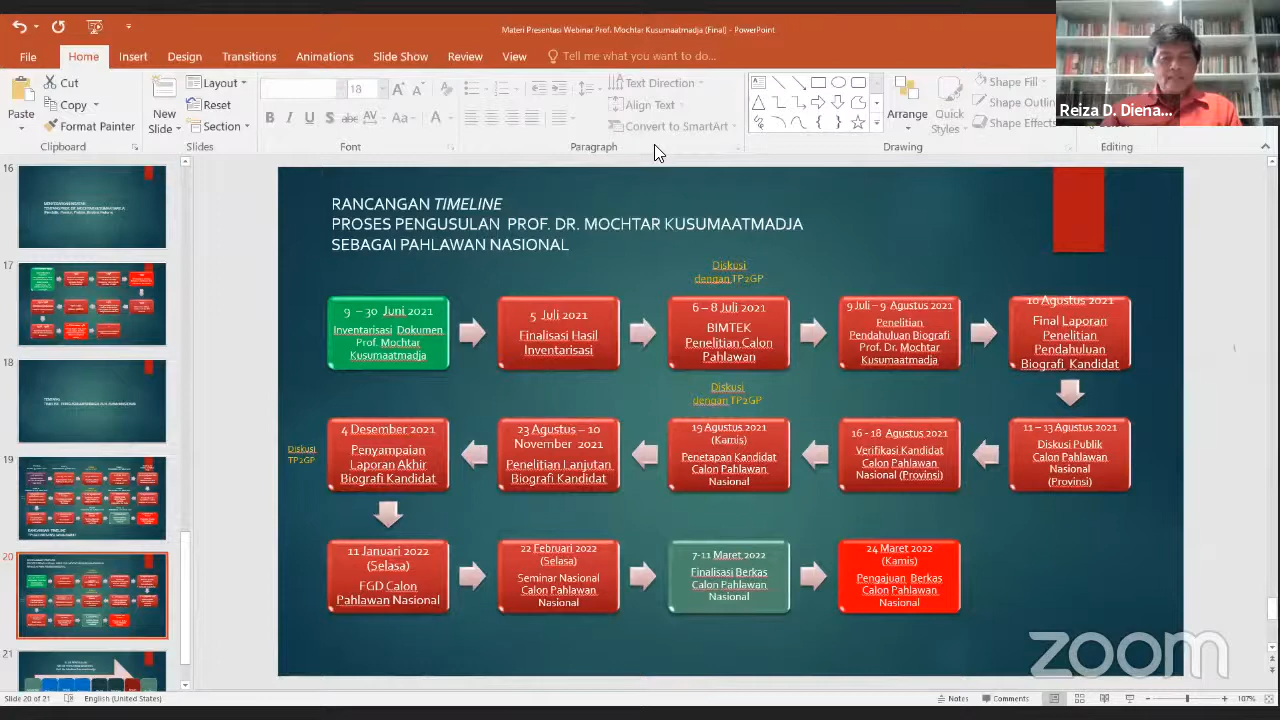 Materi Presentasi Webinar Prof. Mochtar Kusumaatmadja [Final] - PowerPoint
File Home Insert Design Transitions Animations Slide Show Review View Tell me what you want to do...
Paste
Cut
Copy
Format Painter
Clipboard
New Slide
Layout
Reset
Section
Slides
18
Font
Text Direction
Align Text
Convert to SmartArt
Paragraph
Arrange
Quick Styles
Shape Fill
Shape Outline
Shape Effects
Drawing
Editing
Reiza D. Diena...
16
17
18
19
20
21
RANCANGAN TIMELINE
PROSES PENGUSULAN PROF. DR. MOCHTAR KUSUMAATMADJA
SEBAGAI PAHLAWAN NASIONAL
Diskusi
dengan TP2GP
9 – 30 Juni 2021
Inventarisasi Dokumen
Prof. Mochtar
Kusumaatmadja
5 Juli 2021
Finalisasi Hasil
Inventarisasi
6 – 8 Juli 2021
BIMTEK
Penelitian Calon
Pahlawan
9 Juli – 9 Agustus 2021
Penelitian
Pendahuluan Biografi
Prof. Dr. Mochtar
Kusumaatmadja
10 Agustus 2021
Final Laporan
Penelitian
Pendahuluan
Biografi Kandidat
Diskusi
dengan TP2GP
11 – 13 Agustus 2021
Diskusi Publik
Calon Pahlawan
Nasional
(Provinsi)
16 - 18 Agustus 2021
Verifikasi Kandidat
Calon Pahlawan
Nasional (Provinsi)
19 Agustus 2021
(Kamis)
Penetapan Kandidat
Calon Pahlawan
Nasional
23 Agustus – 10
November 2021
Penelitian Lanjutan
Biografi Kandidat
4 Desember 2021
Penyampaian
Laporan Akhir
Biografi Kandidat
Diskusi
TP2GP
11 Januari 2022
(Selasa)
FGD Calon
Pahlawan Nasional
22 Februari 2022
(Selasa)
Seminar Nasional
Calon Pahlawan
Nasional
7-11 Maret 2022
Finalisasi Berkas
Calon Pahlawan
Nasional
24 Maret 2022
(Kamis)
Pengajuan Berkas
Calon Pahlawan
Nasional
zoom
Slide 20 of 21 English (United States) Notes Comments 107%